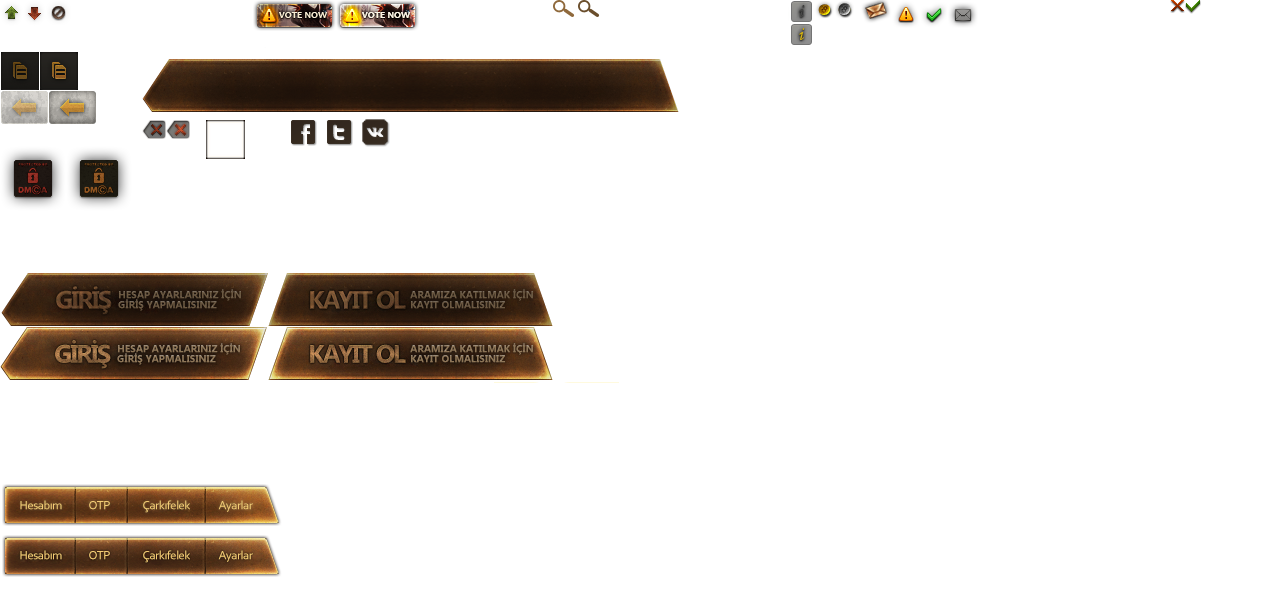 VOTE NOW
VOTE NOW
DMCA
DMCA
GİRİŞ
HESAP AYARLARINIZ İÇİN
GİRİŞ YAPMALISINIZ
KAYIT OL
ARAMIZA KATILMAK İÇİN
KAYIT OLMALISINIZ
GİRİŞ
HESAP AYARLARINIZ İÇİN
GİRİŞ YAPMALISINIZ
KAYIT OL
ARAMIZA KATILMAK İÇİN
KAYIT OLMALISINIZ
Hesabım OTP Çarkıfelek Ayarlar
Hesabım OTP Çarkıfelek Ayarlar